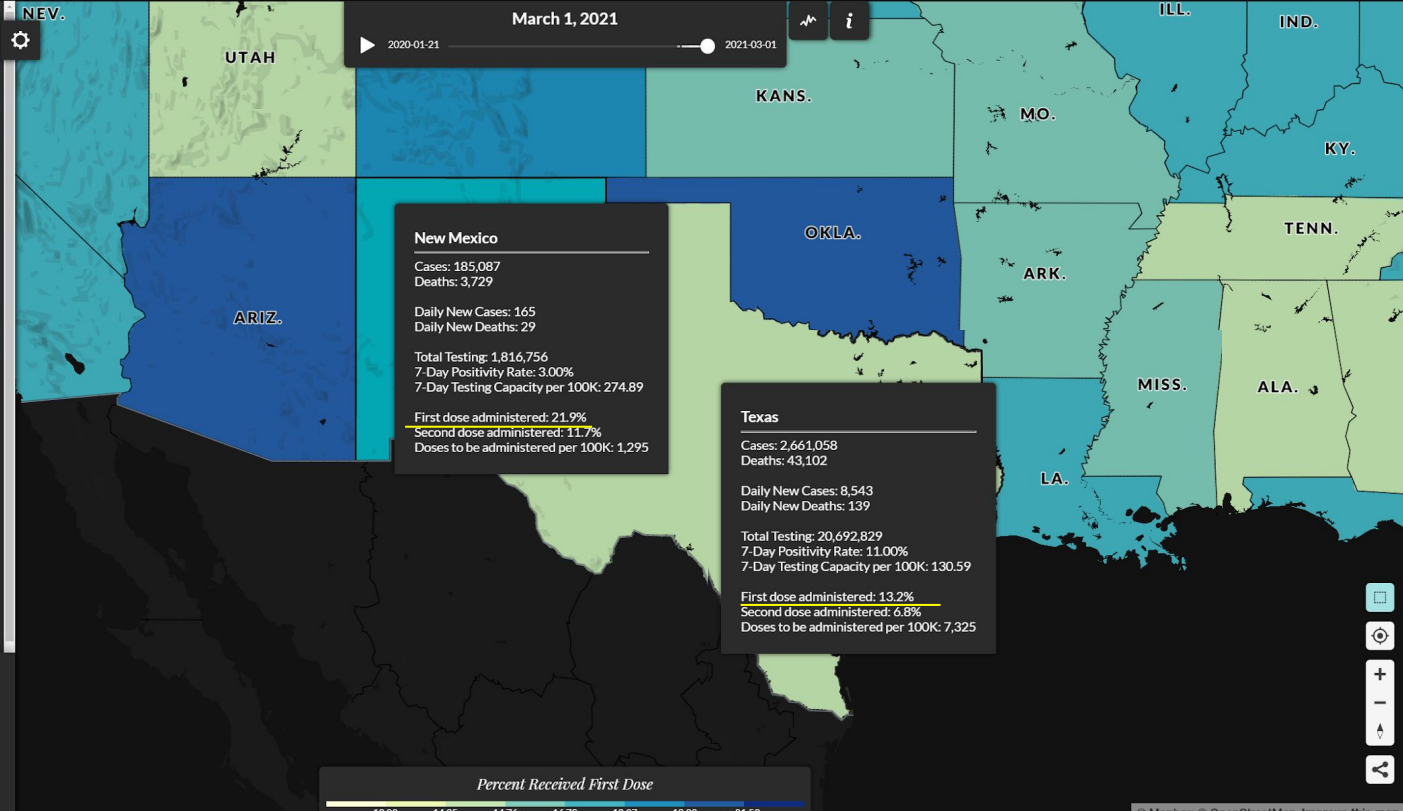 NEV.
March 1, 2021
ILL.
IND.
2020-01-21
2021-03-01
UTAH
KANS.
MO.
KY.
TENN.
OKLA.
ARK.
ARIZ.
MISS.
ALA.
LA.
New Mexico
Cases: 185,087
Deaths: 3,729
Daily New Cases: 165
Daily New Deaths: 29
Total Testing: 1,816,756
7-Day Positivity Rate: 3.00%
7-Day Testing Capacity per 100K: 274.89
First dose administered: 21.9%
Second dose administered: 11.7%
Doses to be administered per 100K: 1,295
Texas
Cases: 2,661,058
Deaths: 43,102
Daily New Cases: 8,543
Daily New Deaths: 139
Total Testing: 20,692,829
7-Day Positivity Rate: 11.00%
7-Day Testing Capacity per 100K: 130.59
First dose administered: 13.2%
Second dose administered: 6.8%
Doses to be administered per 100K: 7,325
Percent Received First Dose